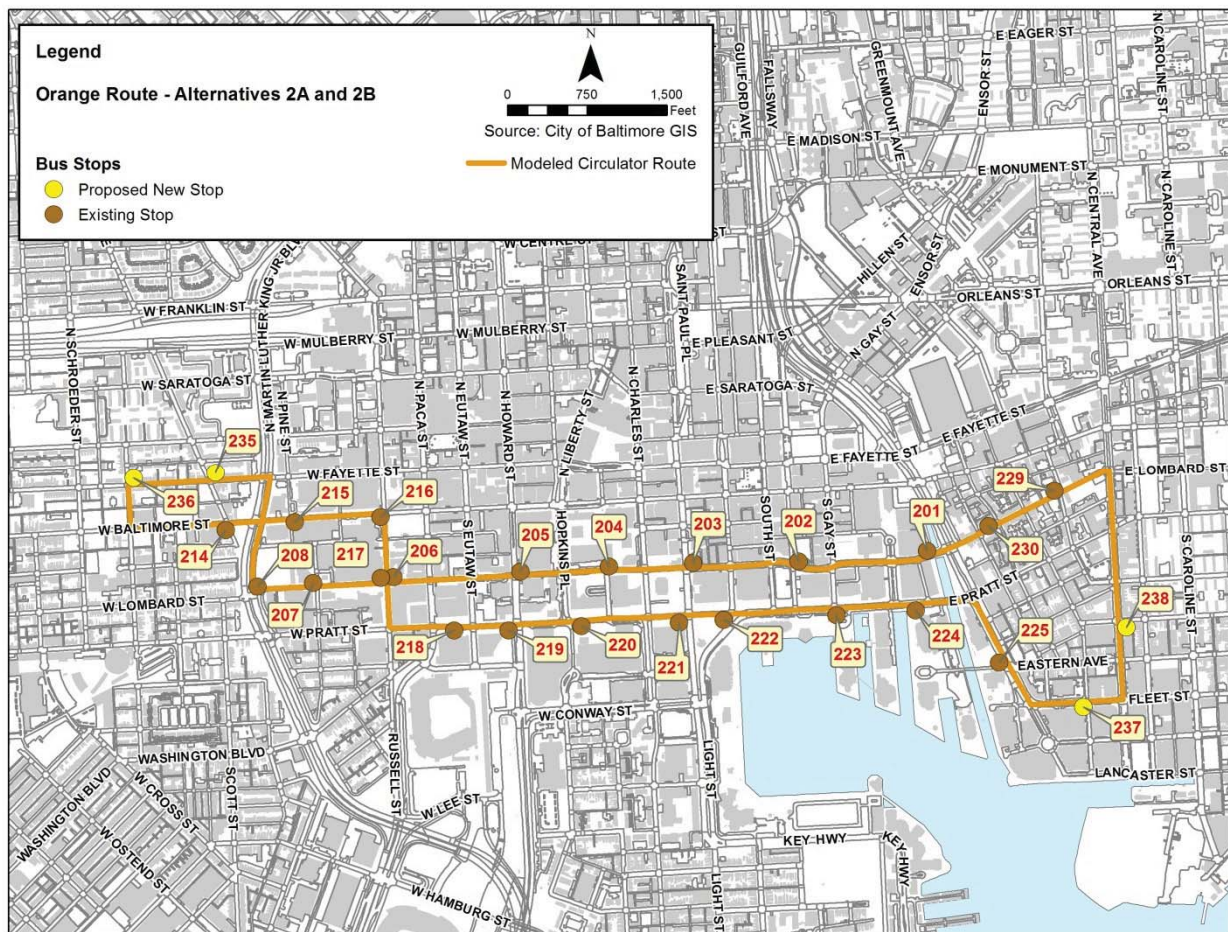 Legend
N
Orange Route - Alternatives 2A and 2B
0 750 1,500
Feet
Source: City of Baltimore GIS
Bus Stops
Modeled Circulator Route
Proposed New Stop
Existing Stop
GUILFORD AVE
FALLSWAY
GREENMOUNT AVE
ENSOR ST
E EAGER ST
N CAROLINE ST
E MADISON ST
E MONUMENT ST
N CENTRAL AVE
N CAROLINE ST
W CENTRE ST
SAINT PAUL PL
HILLEN ST
ENSOR ST
ORLEANS ST
ORLEANS ST
N MARTIN LUTHER KING JR BLVD
W FRANKLIN ST
W MULBERRY ST
W MULBERRY ST
E PLEASANT ST
N GAY ST
N SCHROEDER ST
W SARATOGA ST
N PINE ST
N PACA ST
N EUTAW ST
N HOWARD ST
N LIBERTY ST
N CHARLES ST
E SARATOGA ST
E FAYETTE ST
E FAYETTE ST
235
236
W FAYETTE ST
215
216
229
E LOMBARD ST
W BALTIMORE ST
214
208
217
206
S EUTAW ST
205
HOPKINS PL
204
203
SOUTH ST
202
S GAY ST
201
230
S CAROLINE ST
W LOMBARD ST
207
W PRATT ST
E PRATT ST
238
218
219
220
221
222
223
224
225
EASTERN AVE
FLEET ST
237
W CONWAY ST
WASHINGTON BLVD
RUSSELL ST
LIGHT ST
LANCASTER ST
WASHINGTON BLVD
W CROSS ST
SCOTT ST
W LEE ST
KEY HWY
KEY HWY
W OSTEND ST
W HAMBURG ST
LIGHT ST